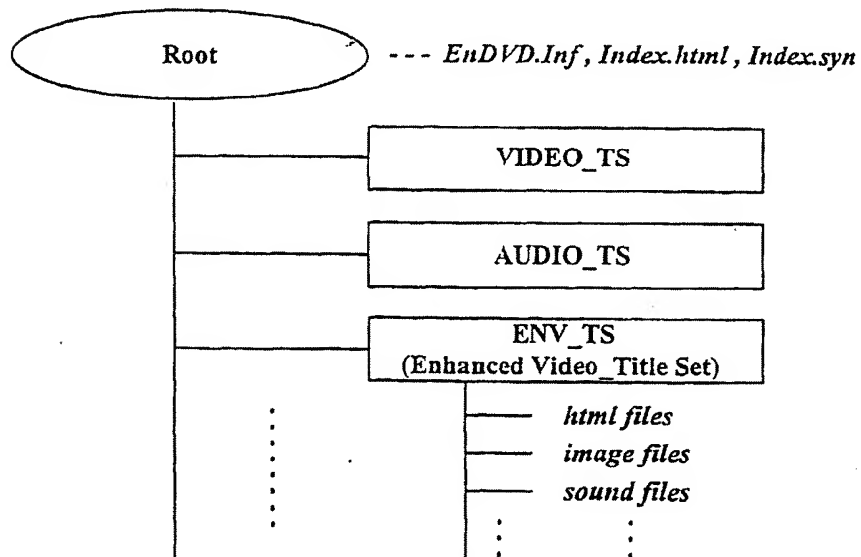 Root
--- EnDVD.Inf, Index.html, Index.syn
VIDEO_TS
AUDIO_TS
ENV_TS
(Enhanced Video_Title Set)
html files
image files
sound files